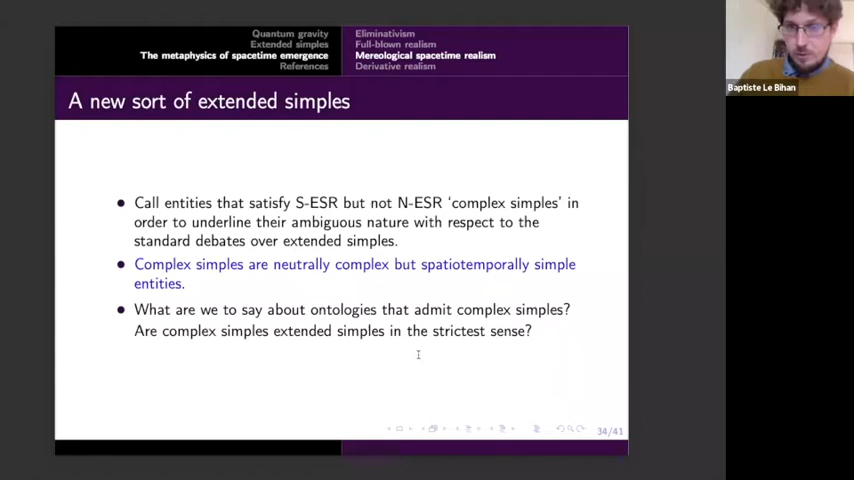 Quantum gravity
Extended simples
The metaphysics of spacetime emergence
References
Eliminativism
Full-blown realism
Mereological spacetime realism
Derivative realism
A new sort of extended simples
• Call entities that satisfy S-ESR but not N-ESR ‘complex simples’ in
order to underline their ambiguous nature with respect to the
standard debates over extended simples.
• Complex simples are neutrally complex but spatiotemporally simple
entities.
• What are we to say about ontologies that admit complex simples?
Are complex simples extended simples in the strictest sense?
34/41
Baptiste Le Bihan